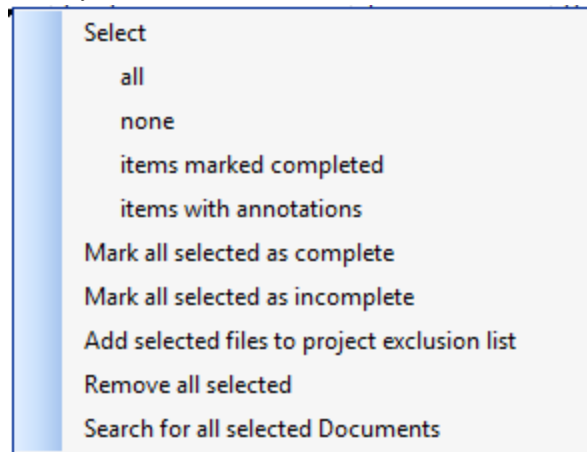 Select
all
none
items marked completed
items with annotations
Mark all selected as complete
Mark all selected as incomplete
Add selected files to project exclusion list
Remove all selected
Search for all selected Documents